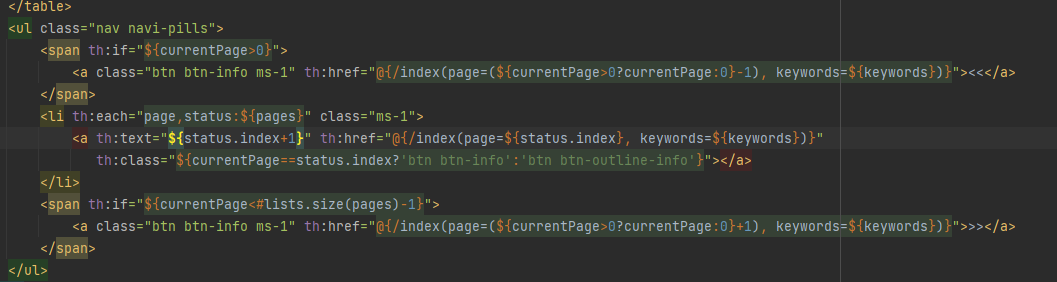 </table>
<ul class="nav navi-pills">
<span th:if="${currentPage>0}">
<a class="btn btn-info ms-1" th:href="@{/index(page=(${currentPage>0?currentPage:0}-1), keywords=${keywords})}"><<</a>
</span>
<li th:each="page,status:${pages}" class="ms-1">
<a th:text="${status.index+1}" th:href="@{/index(page=${status.index}, keywords=${keywords})}"
th:class="${currentPage==status.index?'btn btn-info':'btn btn-outline-info'}"></a>
</li>
<span th:if="${currentPage<#lists.size(pages)-1}">
<a class="btn btn-info ms-1" th:href="@{/index(page=(${currentPage>0?currentPage:0}+1), keywords=${keywords})}">>></a>
</span>
</ul>